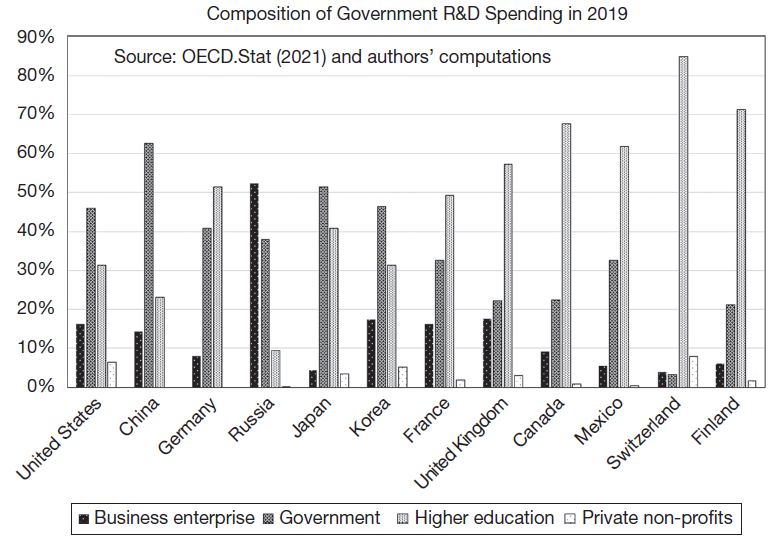 Composition of Government R&D Spending in 2019
90%
Source: OECD.Stat (2021) and authors’ computations
80%
70%
60%
50%
40%
30%
20%
10%
0%
United States
China
Germany
Russia
Japan
Korea
France
United Kingdom
Canada
Mexico
Switzerland
Finland
Business enterprise Government Higher education Private non-profits